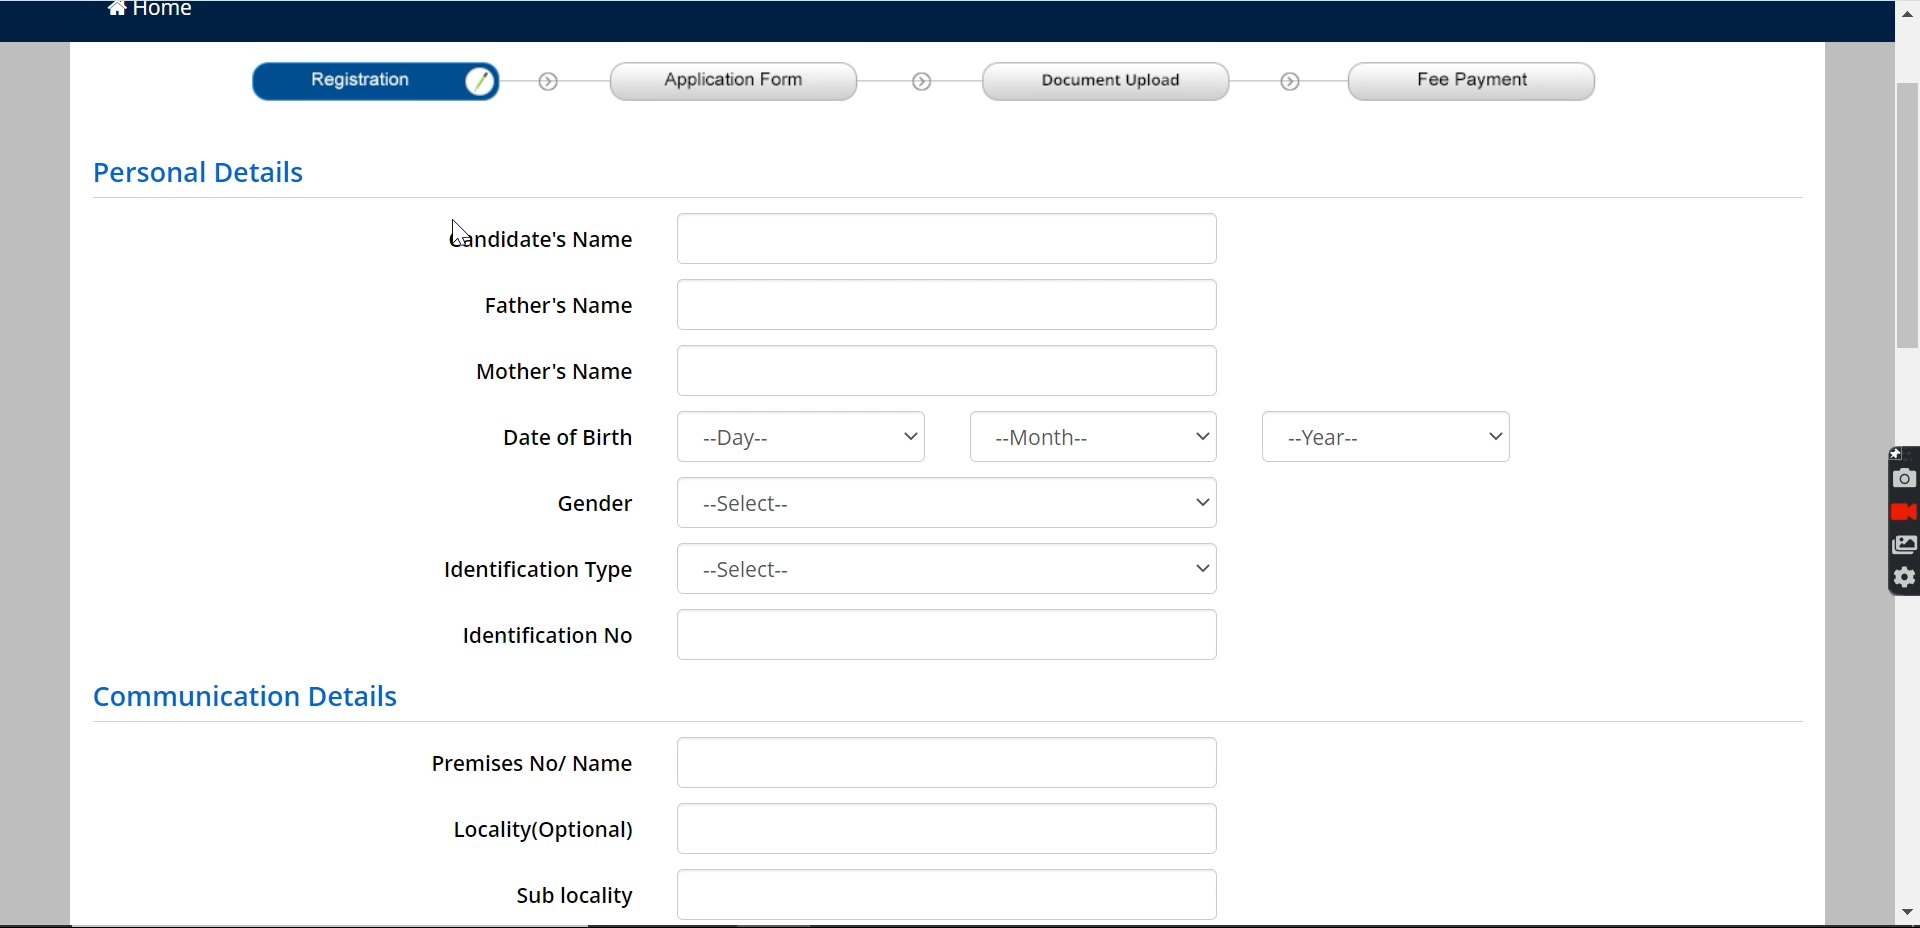 Home
Registration
Application Form
Document Upload
Fee Payment
Personal Details
Candidate's Name
Father's Name
Mother's Name
Date of Birth --Day-- --Month-- --Year--
Gender --Select--
Identification Type --Select--
Identification No
Communication Details
Premises No/ Name
Locality(Optional)
Sub locality